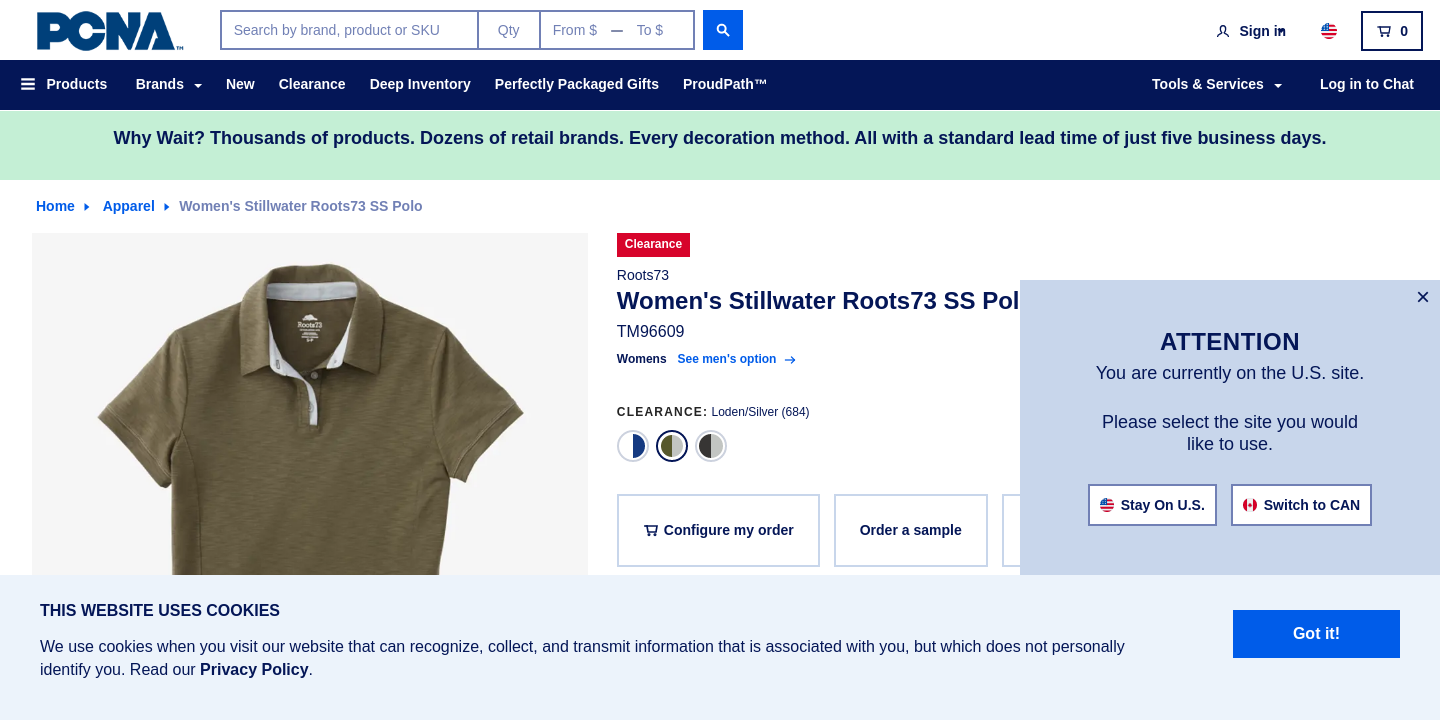 PCNA™
Search by brand, product or SKU
Qty
From $ — To $
Sign in
0
Products
Brands
New
Clearance
Deep Inventory
Perfectly Packaged Gifts
ProudPath™
Tools & Services
Log in to Chat
Why Wait? Thousands of products. Dozens of retail brands. Every decoration method. All with a standard lead time of just five business days.
Home
Apparel
Women's Stillwater Roots73 SS Polo
Roots73
Clearance
Roots73
Women's Stillwater Roots73 SS Pol
TM96609
Womens
See men's option
CLEARANCE: Loden/Silver (684)
Configure my order
Order a sample
×
ATTENTION
You are currently on the U.S. site.
Please select the site you would
like to use.
Stay On U.S.
Switch to CAN
THIS WEBSITE USES COOKIES
We use cookies when you visit our website that can recognize, collect, and transmit information that is associated with you, but which does not personally
identify you. Read our Privacy Policy.
Got it!